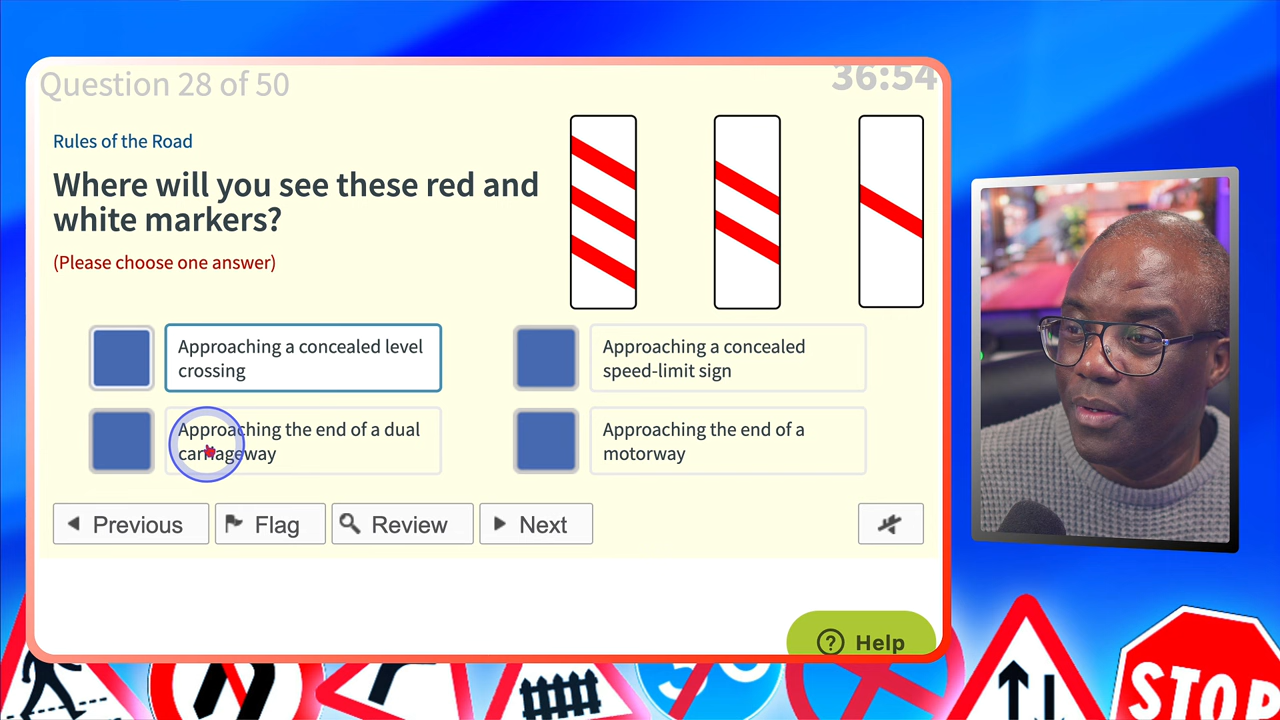 Question 28 of 50
36:54
Rules of the Road
Where will you see these red and
white markers?
(Please choose one answer)
Approaching a concealed level
crossing
Approaching a concealed
speed-limit sign
Approaching the end of a dual
carriageway
Approaching the end of a
motorway
Previous
Flag
Review
Next
? Help
STOP